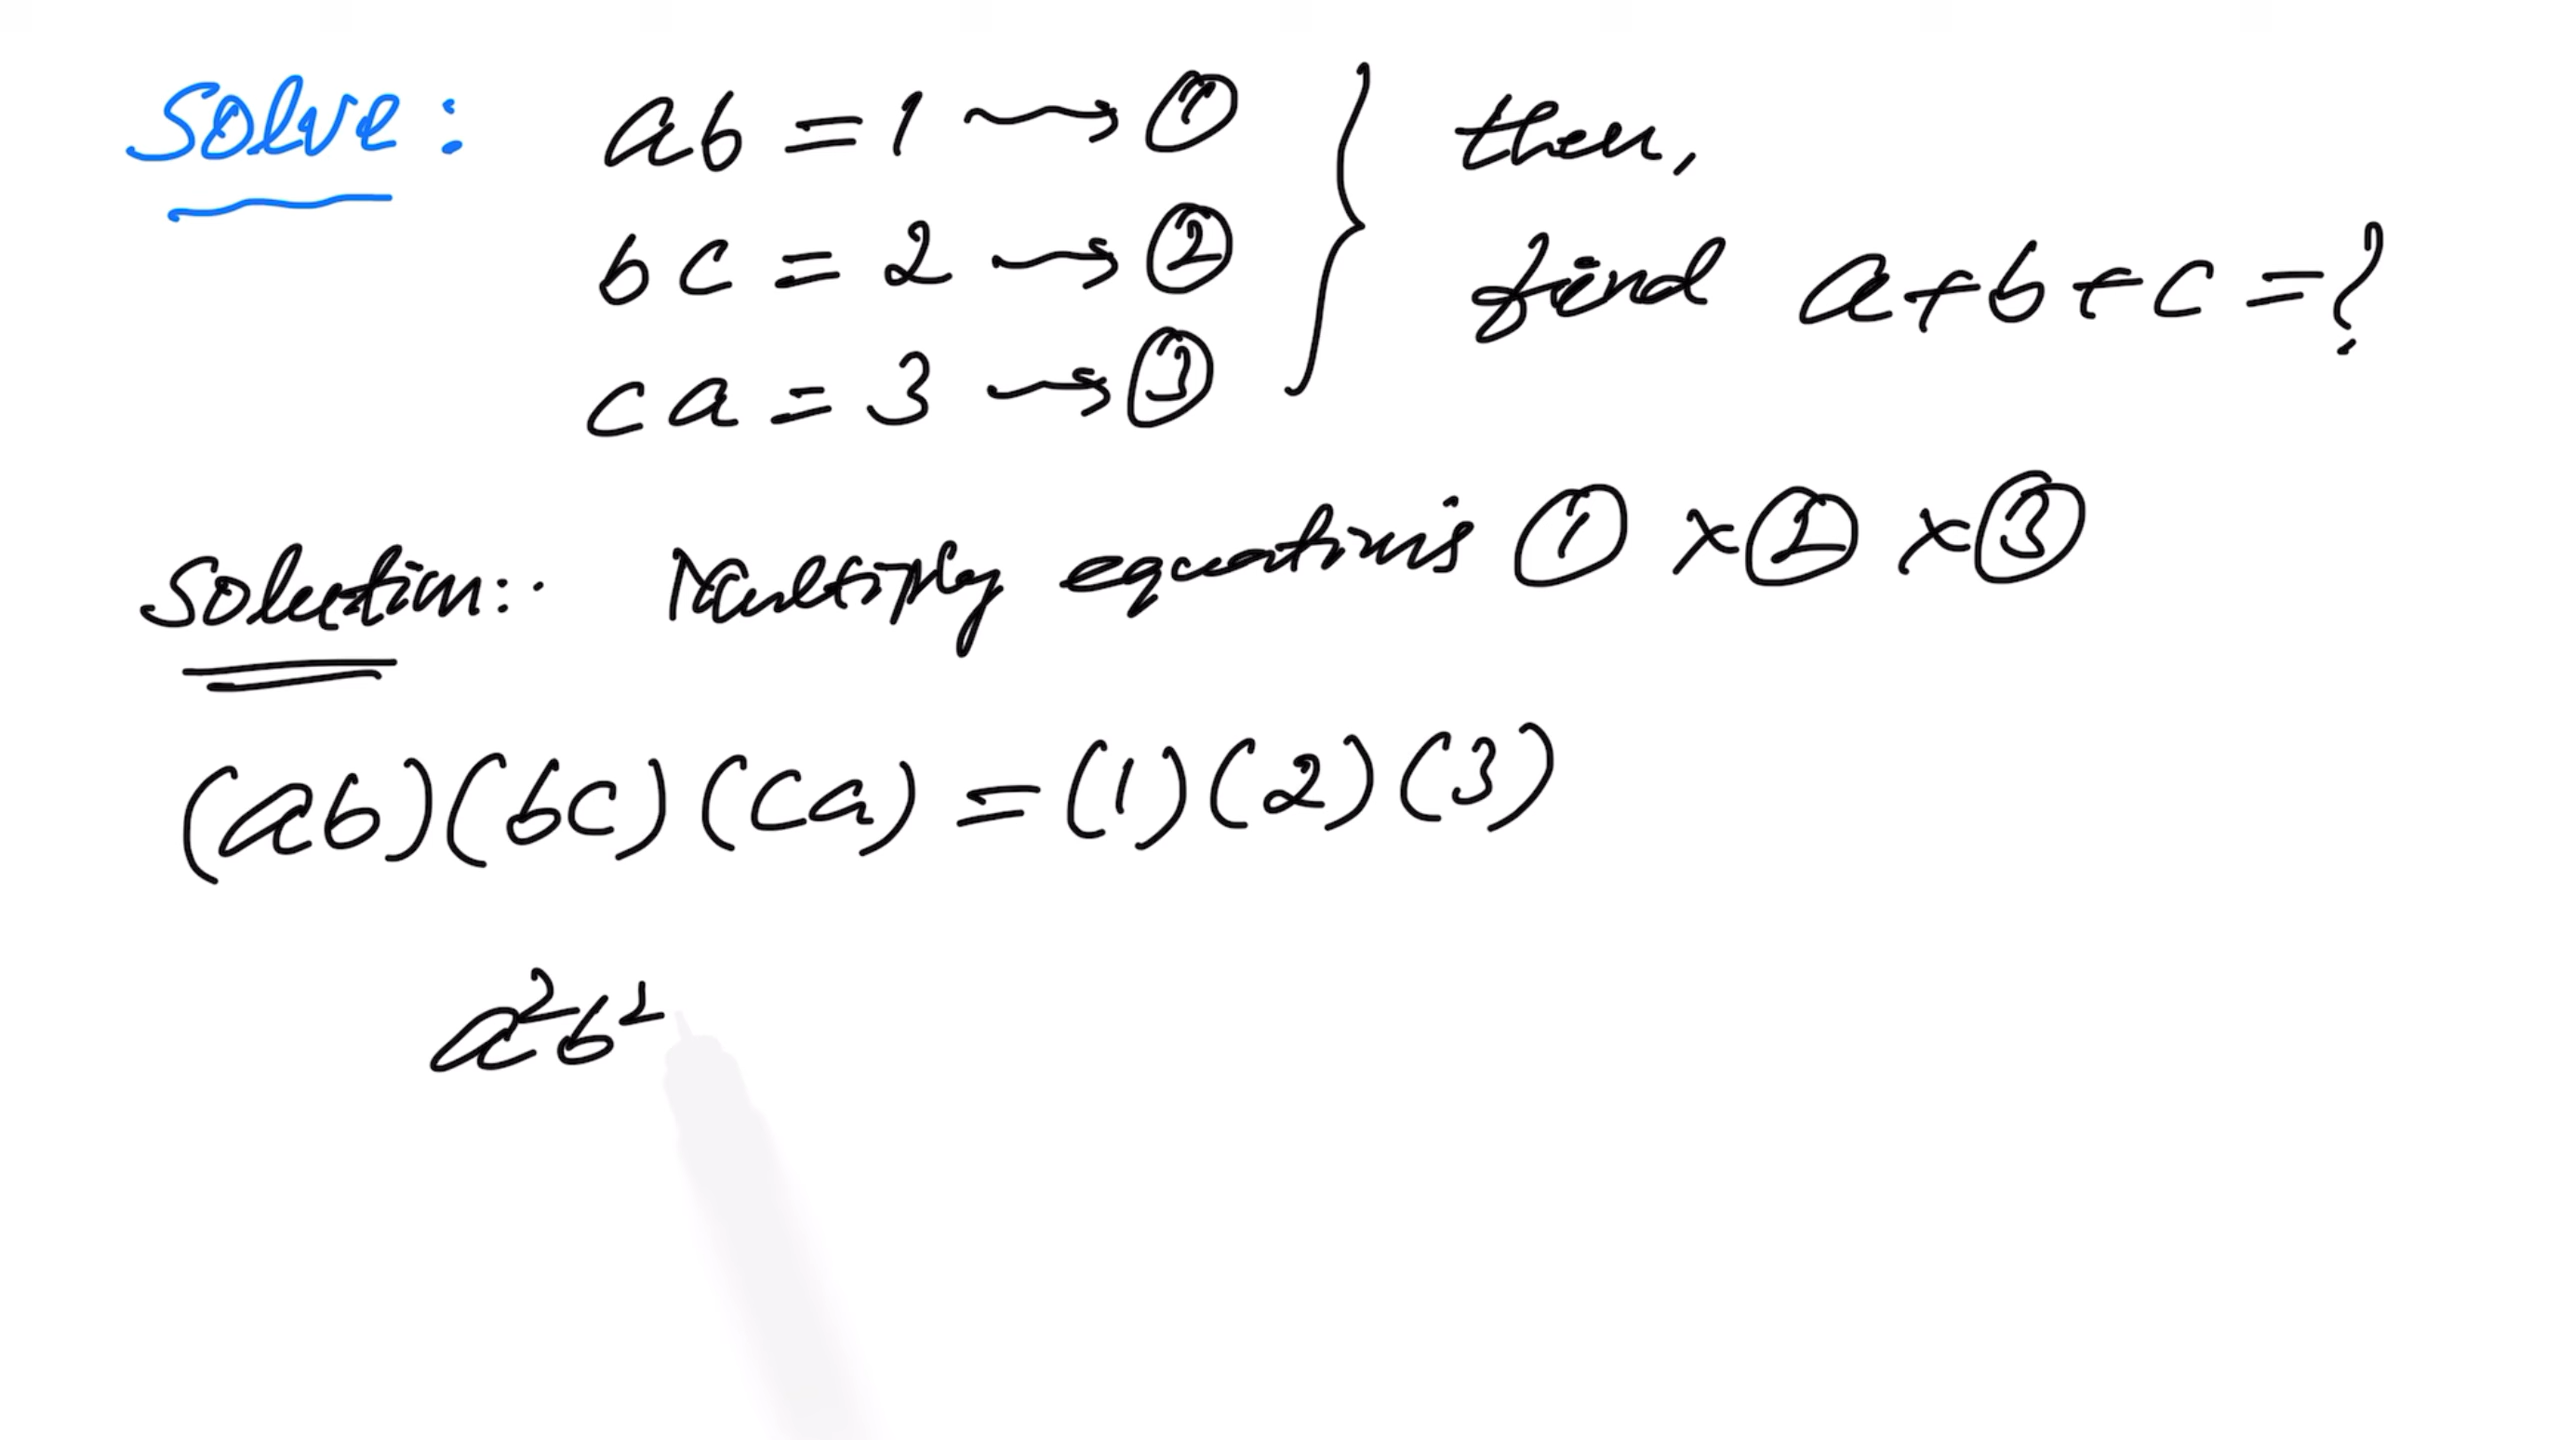 Solve: ab = 1 → ① } then,
bc = 2 → ② find a+b+c=?
ca = 3 → ③
Solution:. Multiply equations ① × ② × ③
(ab)(bc)(ca) = (1)(2)(3)
a²b²